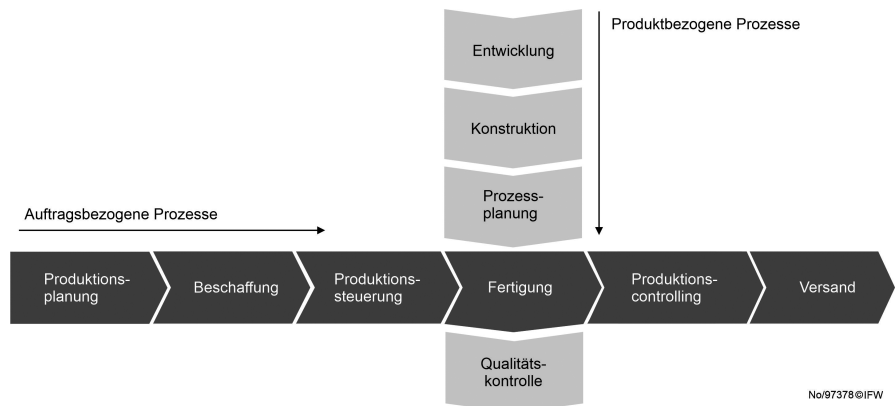 Produktbezogene Prozesse
Entwicklung
Konstruktion
Prozess-
planung
Auftragsbezogene Prozesse
Produktions-
planung
Beschaffung
Produktions-
steuerung
Fertigung
Produktions-
controlling
Versand
Qualitäts-
kontrolle
No/97378©IFW